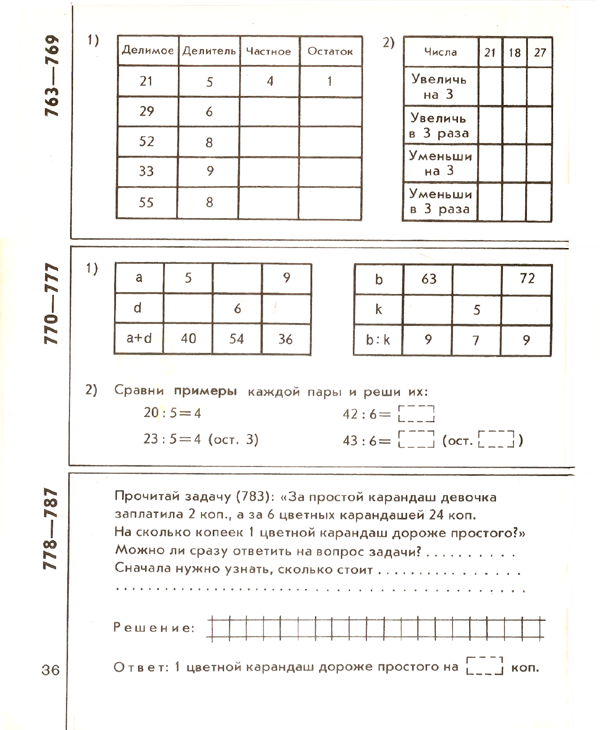 763—769
1)
Делимое Делитель Частное Остаток
21 5 4 1
29 6
52 8
33 9
55 8
2)
Числа 21 18 27
Увеличь
на 3
Увеличь
в 3 раза
Уменьши
на 3
Уменьши
в 3 раза
770—777
1)
a 5 9
d 6
a+d 40 54 36
b 63 72
k 5
b:k 9 7 9
2) Сравни примеры каждой пары и реши их:
20:5=4 42:6=
23:5=4 (ост. 3) 43:6= (ост. )
778—787
Прочитай задачу (783): «За простой карандаш девочка
заплатила 2 коп., а за 6 цветных карандашей 24 коп.
На сколько копеек 1 цветной карандаш дороже простого?»
Можно ли сразу ответить на вопрос задачи? . . . . . . . . . .
Сначала нужно узнать, сколько стоит . . . . . . . . . . . . . . . .
Решение:
36
Ответ: 1 цветной карандаш дороже простого на коп.